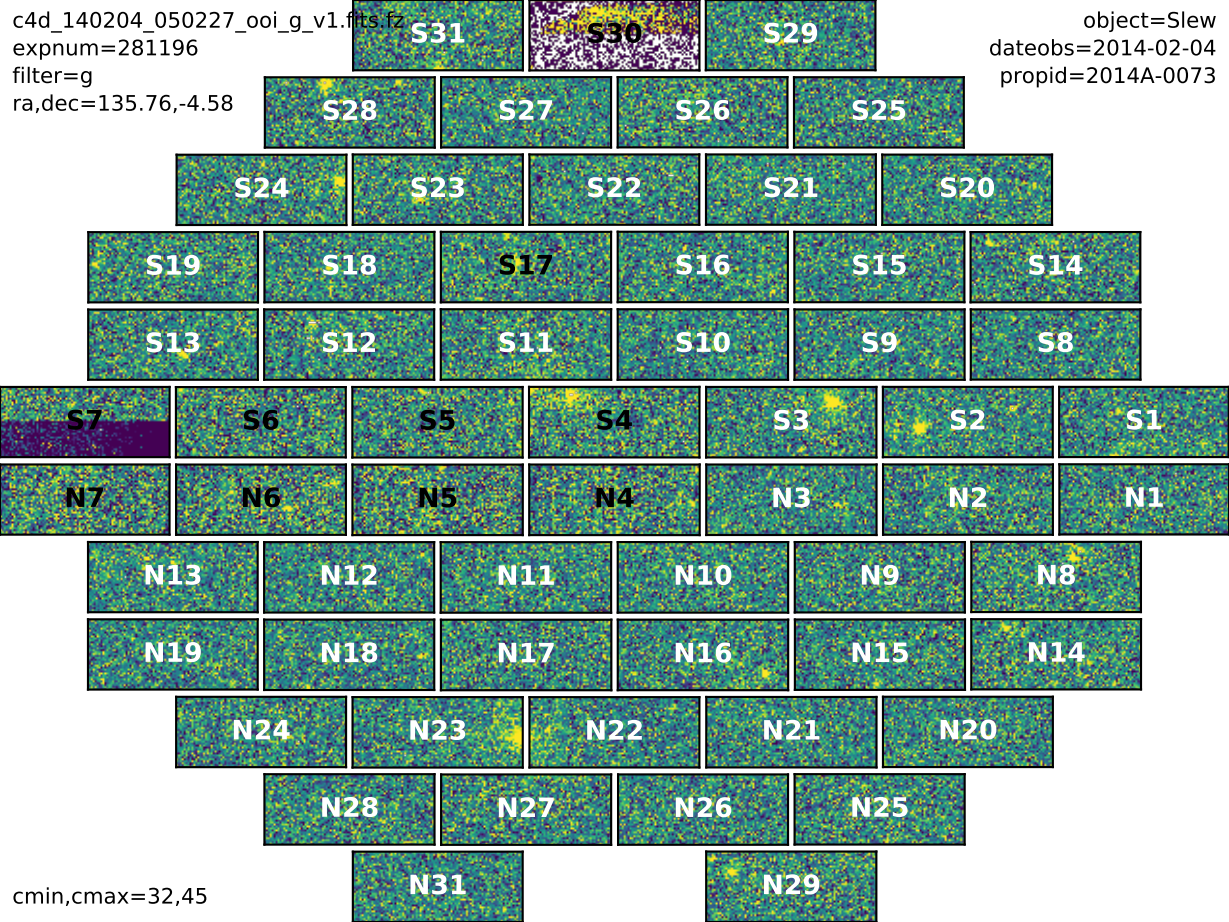 c4d_140204_050227_ooi_g_v1.fits.fz
expnum=281196
filter=g
ra,dec=135.76,-4.58
object=Slew
dateobs=2014-02-04
propid=2014A-0073
S31 S30 S29
S28 S27 S26 S25
S24 S23 S22 S21 S20
S19 S18 S17 S16 S15 S14
S13 S12 S11 S10 S9 S8
S7 S6 S5 S4 S3 S2 S1
N7 N6 N5 N4 N3 N2 N1
N13 N12 N11 N10 N9 N8
N19 N18 N17 N16 N15 N14
N24 N23 N22 N21 N20
N28 N27 N26 N25
N31 N29
cmin,cmax=32,45